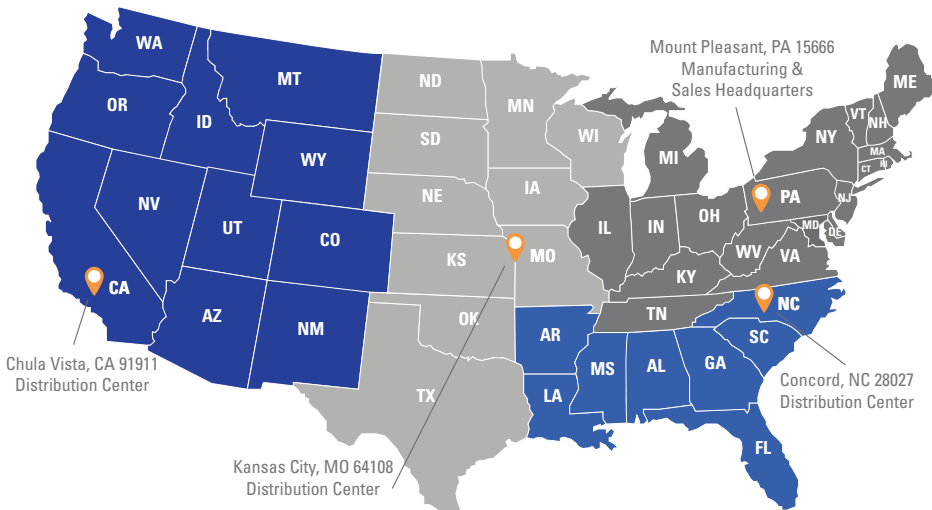 WA
OR
ID
MT
WY
NV
UT
CO
CA
AZ
NM
ND
SD
NE
KS
OK
TX
MN
IA
MO
WI
IL
IN
MI
OH
KY
TN
WV
VA
PA
NY
VT
NH
ME
MA
CT
RI
NJ
MD
DE
AR
LA
MS
AL
GA
FL
SC
NC
Mount Pleasant, PA 15666
Manufacturing &
Sales Headquarters
Chula Vista, CA 91911
Distribution Center
Kansas City, MO 64108
Distribution Center
Concord, NC 28027
Distribution Center